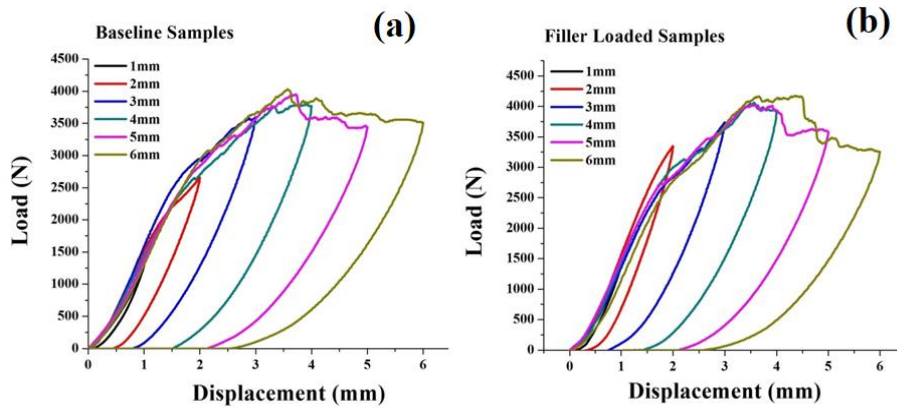 (a)
Baseline Samples
4500
4000
3500
3000
2500
2000
1500
1000
500
0
1mm
2mm
3mm
4mm
5mm
6mm
Load (N)
0 1 2 3 4 5 6
Displacement (mm)
(b)
Filler Loaded Samples
4500
4000
3500
3000
2500
2000
1500
1000
500
0
1mm
2mm
3mm
4mm
5mm
6mm
Load (N)
0 1 2 3 4 5 6
Displacement (mm)